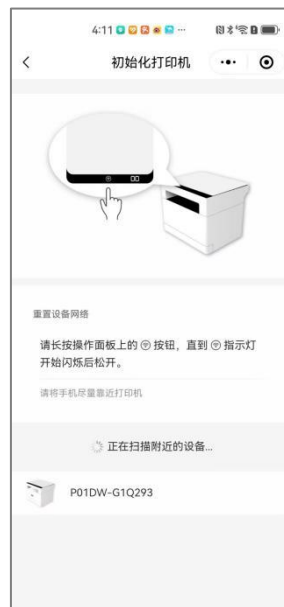 4:11
初始化打印机
重置设备网络
请长按操作面板上的 按钮，直到 指示灯
开始闪烁后松开。
请将手机尽量靠近打印机
正在扫描附近的设备...
P01DW-G1Q293